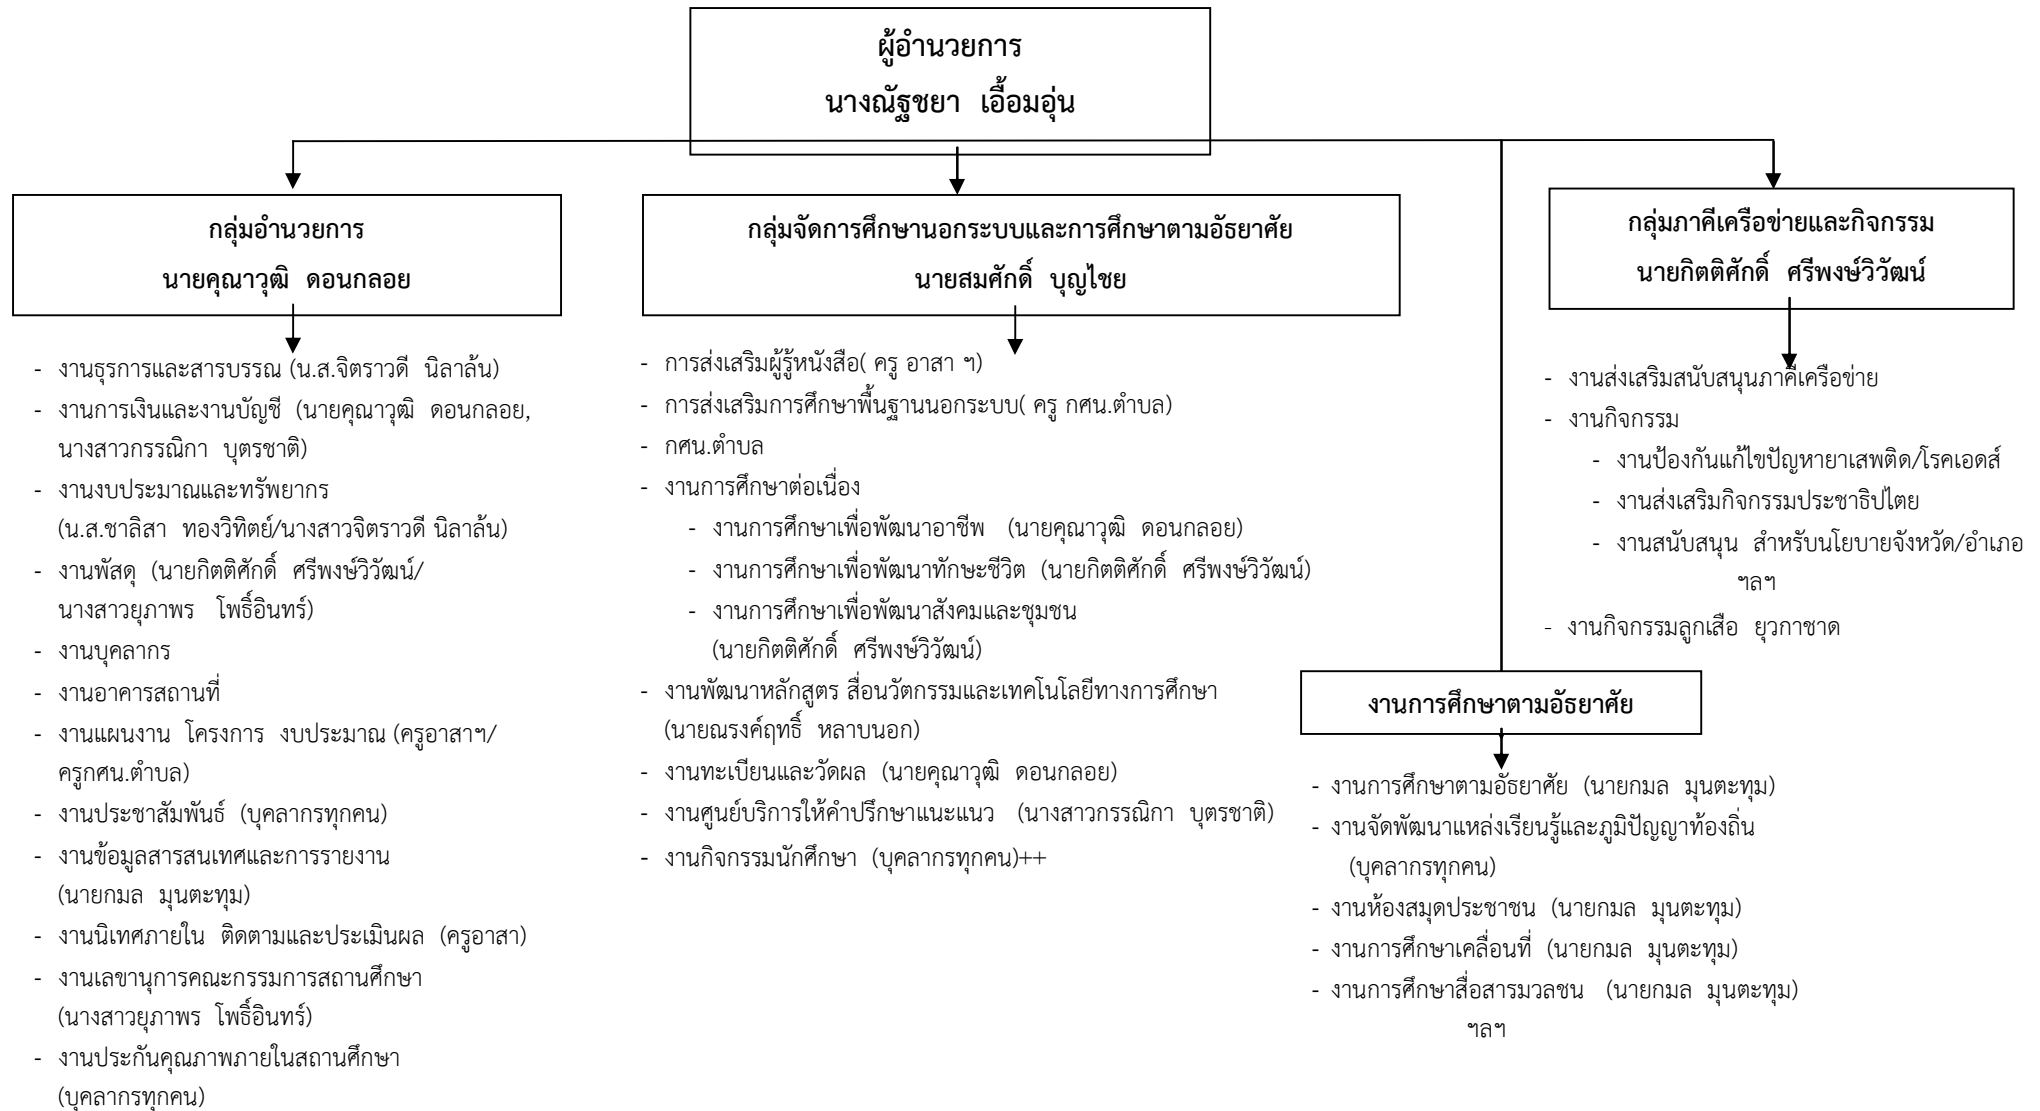 ผู้อำนวยการ
นางณัฐชยา เอื้อมอุ่น
กลุ่มอำนวยการ
นายคุณาวุฒิ ดอนกลอย
- งานธุรการและสารบรรณ (น.ส.จิตราวดี นิลาล้น)
- งานการเงินและงานบัญชี (นายคุณาวุฒิ ดอนกลอย,
นางสาวกรรณิกา บุตรชาติ)
- งานงบประมาณและทรัพยากร
(น.ส.ชาลิสา ทองวิทิตย์/นางสาวจิตราวดี นิลาล้น)
- งานพัสดุ (นายกิตติศักดิ์ ศรีพงษ์วิวัฒน์/
นางสาวยุภาพร โพธิ์อินทร์)
- งานบุคลากร
- งานอาคารสถานที่
- งานแผนงาน โครงการ งบประมาณ (ครูอาสาฯ/
ครูกศน.ตำบล)
- งานประชาสัมพันธ์ (บุคลากรทุกคน)
- งานข้อมูลสารสนเทศและการรายงาน
(นายกมล มุนตะทุม)
- งานนิเทศภายใน ติดตามและประเมินผล (ครูอาสา)
- งานเลขานุการคณะกรรมการสถานศึกษา
(นางสาวยุภาพร โพธิ์อินทร์)
- งานประกันคุณภาพภายในสถานศึกษา
(บุคลากรทุกคน)
กลุ่มจัดการศึกษานอกระบบและการศึกษาตามอัธยาศัย
นายสมศักดิ์ บุญไชย
- การส่งเสริมผู้รู้หนังสือ( ครู อาสา ฯ)
- การส่งเสริมการศึกษาพื้นฐานนอกระบบ( ครู กศน.ตำบล)
- กศน.ตำบล
- งานการศึกษาต่อเนื่อง
- งานการศึกษาเพื่อพัฒนาอาชีพ (นายคุณาวุฒิ ดอนกลอย)
- งานการศึกษาเพื่อพัฒนาทักษะชีวิต (นายกิตติศักดิ์ ศรีพงษ์วิวัฒน์)
- งานการศึกษาเพื่อพัฒนาสังคมและชุมชน
(นายกิตติศักดิ์ ศรีพงษ์วิวัฒน์)
- งานพัฒนาหลักสูตร สื่อนวัตกรรมและเทคโนโลยีทางการศึกษา
(นายณรงค์ฤทธิ์ หลาบนอก)
- งานทะเบียนและวัดผล (นายคุณาวุฒิ ดอนกลอย)
- งานศูนย์บริการให้คำปรึกษาแนะแนว (นางสาวกรรณิกา บุตรชาติ)
- งานกิจกรรมนักศึกษา (บุคลากรทุกคน)++
กลุ่มภาคีเครือข่ายและกิจกรรม
นายกิตติศักดิ์ ศรีพงษ์วิวัฒน์
- งานส่งเสริมสนับสนุนภาคีเครือข่าย
- งานกิจกรรม
- งานป้องกันแก้ไขปัญหายาเสพติด/โรคเอดส์
- งานส่งเสริมกิจกรรมประชาธิปไตย
- งานสนับสนุน สำหรับนโยบายจังหวัด/อำเภอ
ฯลฯ
- งานกิจกรรมลูกเสือ ยุวกาชาด
งานการศึกษาตามอัธยาศัย
- งานการศึกษาตามอัธยาศัย (นายกมล มุนตะทุม)
- งานจัดพัฒนาแหล่งเรียนรู้และภูมิปัญญาท้องถิ่น
(บุคลากรทุกคน)
- งานห้องสมุดประชาชน (นายกมล มุนตะทุม)
- งานการศึกษาเคลื่อนที่ (นายกมล มุนตะทุม)
- งานการศึกษาสื่อสารมวลชน (นายกมล มุนตะทุม)
ฯลฯ